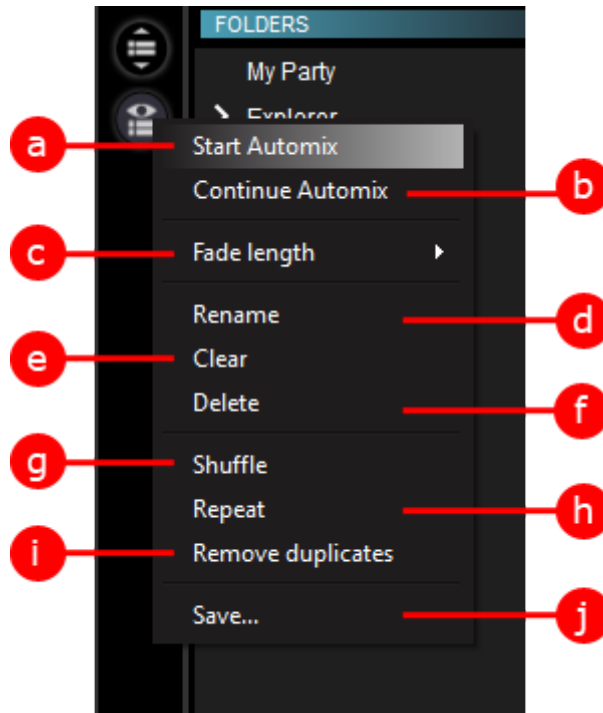 FOLDERS
My Party
Explorer
a
Start Automix
Continue Automix
b
c
Fade length
Rename
d
e
Clear
Delete
f
g
Shuffle
Repeat
h
i
Remove duplicates
Save...
j